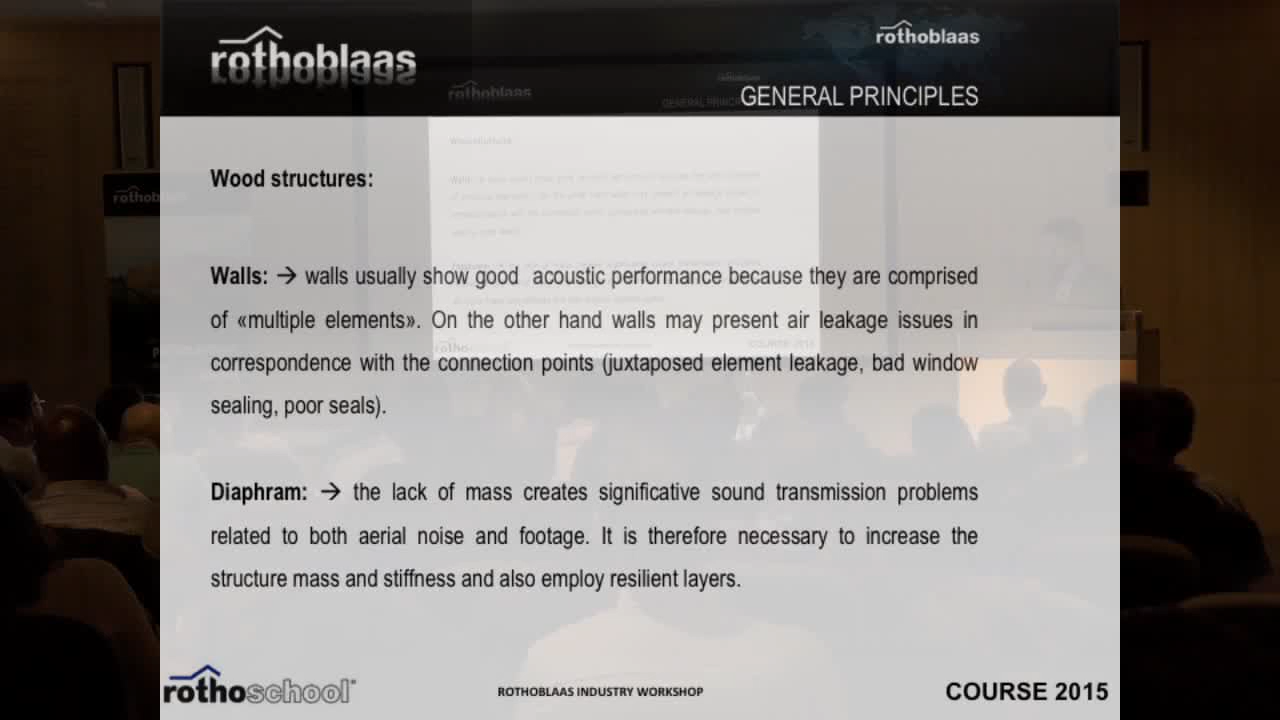 rothoblaas
rothoblaas
GENERAL PRINCIPLES
rothoblaas
GENERAL PRINC
Wood structures:
Walls: → walls usually show good acoustic performance because they are comprised
of «multiple elements». On the other hand walls may present air leakage issues in
correspondence with the connection points (juxtaposed element leakage, bad window
sealing, poor seals).
Diaphram: → the lack of mass creates significative sound transmission problems
related to both aerial noise and footage. It is therefore necessary to increase the
structure mass and stiffness and also employ resilient layers.
rothoschool
ROTHOBLAAS INDUSTRY WORKSHOP
COURSE 2015